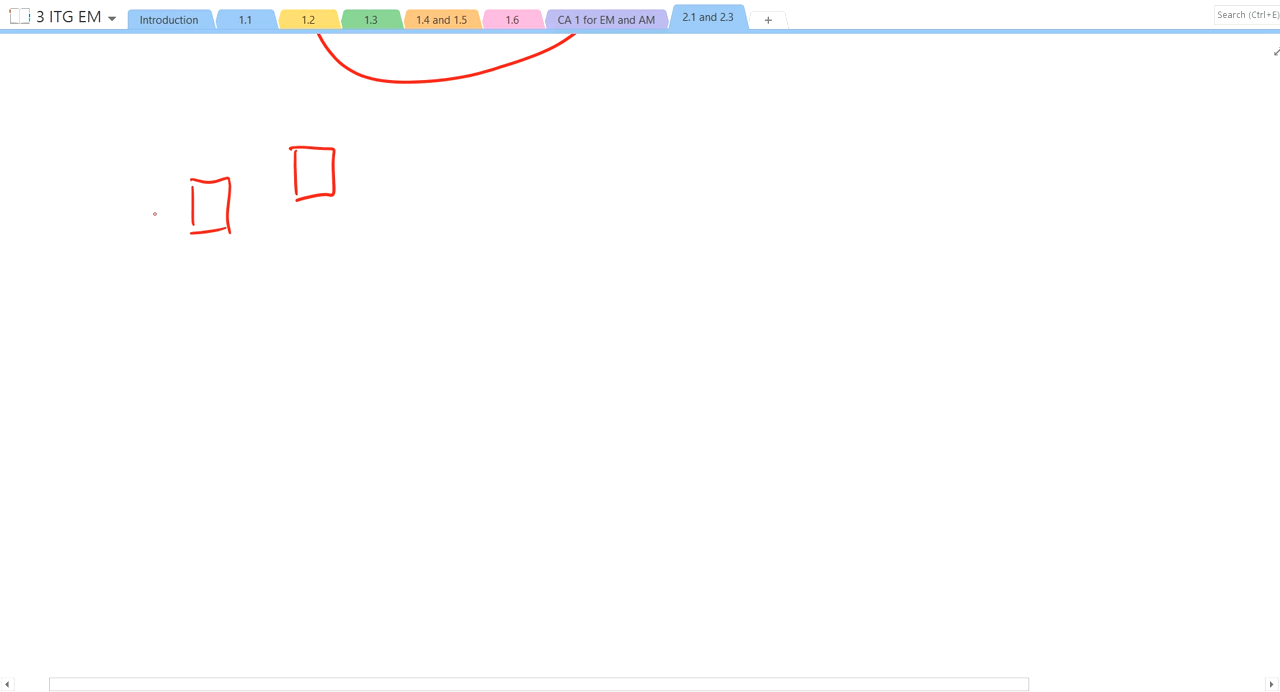 3 ITG EM Introduction 1.1 1.2 1.3 1.4 and 1.5 1.6 CA 1 for EM and AM 2.1 and 2.3 + Search (Ctrl+E)